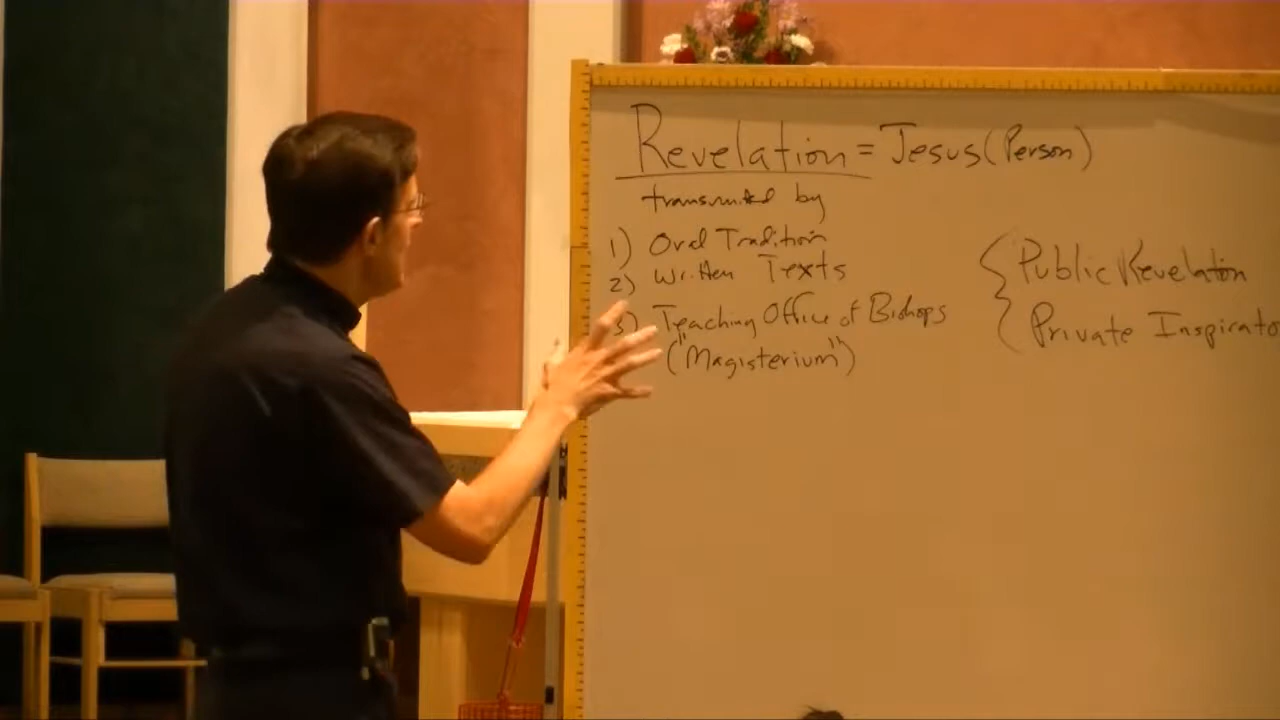 Revelation = Jesus (Person)
transmitted by
1) Oral Tradition
2) Written Texts
3) Teaching Office of Bishops
("Magisterium")
{ Public Revelation
{ Private Inspiratio